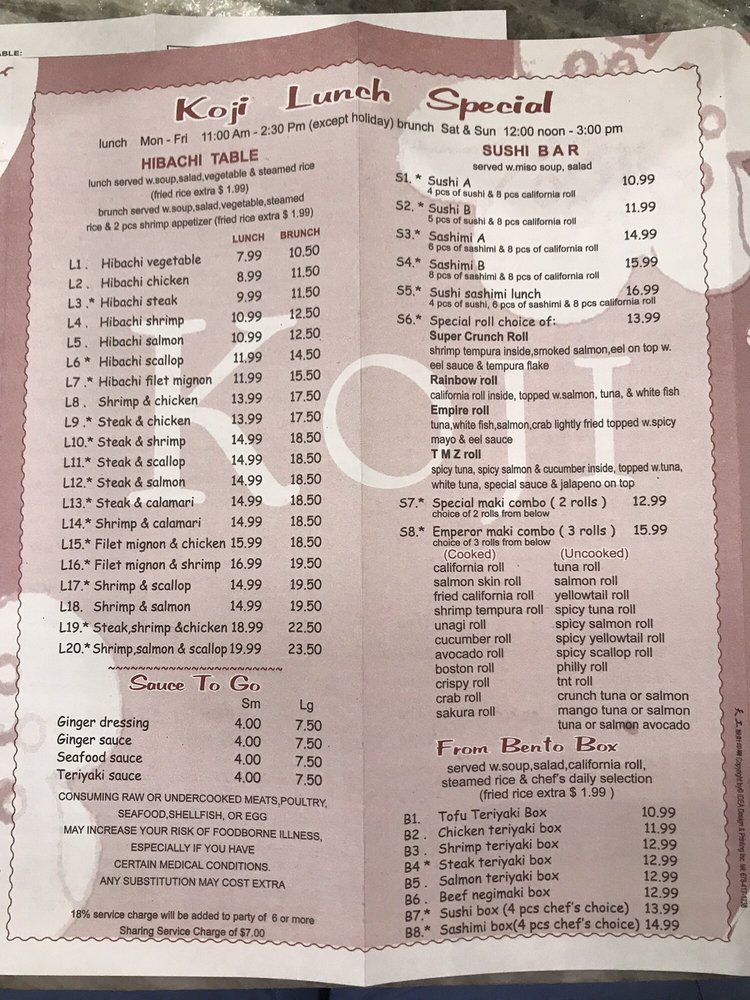 ABLE:
Koji Lunch Special
lunch Mon - Fri 11:00 Am - 2:30 Pm (except holiday) brunch Sat & Sun 12:00 noon - 3:00 pm
HIBACHI TABLE
lunch served w.soup,salad,vegetable & steamed rice
(fried rice extra $ 1.99)
brunch served w.soup,salad,vegetable,steamed
rice & 2 pcs shrimp appetizer (fried rice extra $ 1.99)
LUNCH BRUNCH
L1 . Hibachi vegetable 7.99 10.50
L2 . Hibachi chicken 8.99 11.50
L3 .* Hibachi steak 9.99 11.50
L4 . Hibachi shrimp 10.99 12.50
L5 . Hibachi salmon 10.99 12.50
L6 * Hibachi scallop 11.99 14.50
L7 .* Hibachi filet mignon 11.99 15.50
L8 . Shrimp & chicken 13.99 17.50
L9 .* Steak & chicken 13.99 17.50
L10.* Steak & shrimp 14.99 18.50
L11.* Steak & scallop 14.99 18.50
L12.* Steak & salmon 14.99 18.50
L13.* Steak & calamari 14.99 18.50
L14.* Shrimp & calamari 14.99 18.50
L15.* Filet mignon & chicken 15.99 18.50
L16.* Filet mignon & shrimp 16.99 19.50
L17.* Shrimp & scallop 14.99 19.50
L18. Shrimp & salmon 14.99 19.50
L19.* Steak,shrimp &chicken 18.99 22.50
L20.* Shrimp,salmon & scallop 19.99 23.50
~~~~~~~~~~~~~~~~~~~~~~~
Sauce To Go
Sm Lg
Ginger dressing 4.00 7.50
Ginger sauce 4.00 7.50
Seafood sauce 4.00 7.50
Teriyaki sauce 4.00 7.50
CONSUMING RAW OR UNDERCOOKED MEATS,POULTRY,
SEAFOOD,SHELLFISH, OR EGG
MAY INCREASE YOUR RISK OF FOODBORNE ILLNESS,
ESPECIALLY IF YOU HAVE
CERTAIN MEDICAL CONDITIONS.
ANY SUBSTITUTION MAY COST EXTRA
18% service charge will be added to party of 6 or more
Sharing Service Charge of $7.00
SUSHI BAR
served w.miso soup, salad
S1. * Sushi A 10.99
4 pcs of sushi & 8 pcs california roll
S2. * Sushi B 11.99
5 pcs of sushi & 8 pcs california roll
S3.* Sashimi A 14.99
6 pcs of sashimi & 8 pcs of california roll
S4.* Sashimi B 15.99
8 pcs of sashimi & 8 pcs of california roll
S5.* Sushi sashimi lunch 16.99
4 pcs of sushi, 6 pcs of sashimi & 8 pcs california roll
S6.* Special roll choice of: 13.99
Super Crunch Roll
shrimp tempura inside,smoked salmon,eel on top w.
eel sauce & tempura flake
Rainbow roll
california roll inside, topped w.salmon, tuna, & white fish
Empire roll
tuna,white fish,salmon,crab lightly fried topped w.spicy
mayo & eel sauce
T M Z roll
spicy tuna, spicy salmon & cucumber inside, topped w.tuna,
white tuna, special sauce & jalapeno on top
S7.* Special maki combo ( 2 rolls ) 12.99
choice of 2 rolls from below
S8.* Emperor maki combo ( 3 rolls ) 15.99
choice of 3 rolls from below
(Cooked) (Uncooked)
california roll tuna roll
salmon skin roll salmon roll
fried california roll yellowtail roll
shrimp tempura roll spicy tuna roll
unagi roll spicy salmon roll
cucumber roll spicy yellowtail roll
avocado roll spicy scallop roll
boston roll philly roll
crispy roll tnt roll
crab roll crunch tuna or salmon
sakura roll mango tuna or salmon
tuna or salmon avocado
From Bento Box
served w.soup,salad,california roll,
steamed rice & chef's daily selection
(fried rice extra $ 1.99 )
B1. Tofu Teriyaki Box 10.99
B2 . Chicken teriyaki box 11.99
B3 . Shrimp teriyaki box 12.99
B4 * Steak teriyaki box 12.99
B5 . Salmon teriyaki box 12.99
B6 . Beef negimaki box 12.99
B7.* Sushi box (4 pcs chef's choice) 13.99
B8.* Sashimi box(4 pcs chef's choice) 14.99
Koji